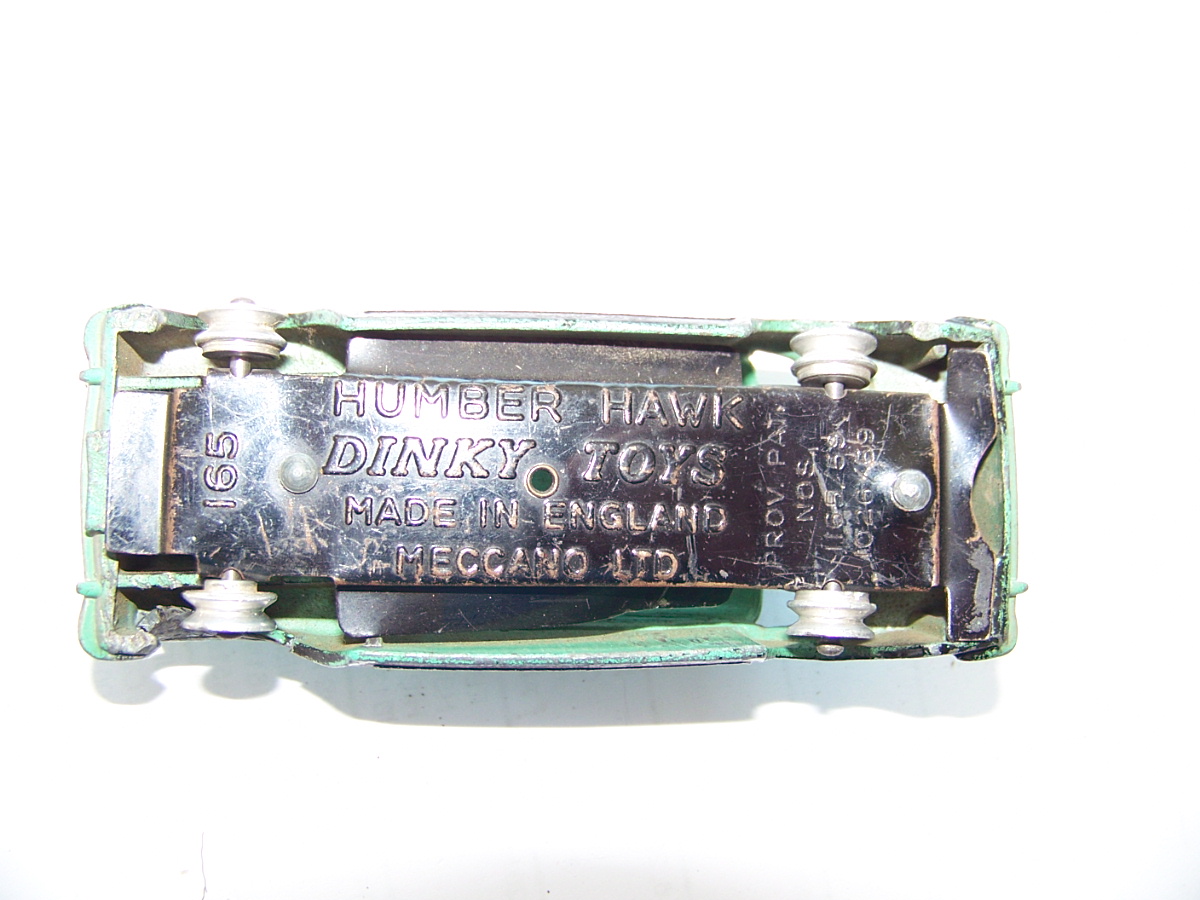 HUMBER HAWK
DINKY TOYS
MADE IN ENGLAND
MECCANO LTD
165
PROV. PAT.
NOS.